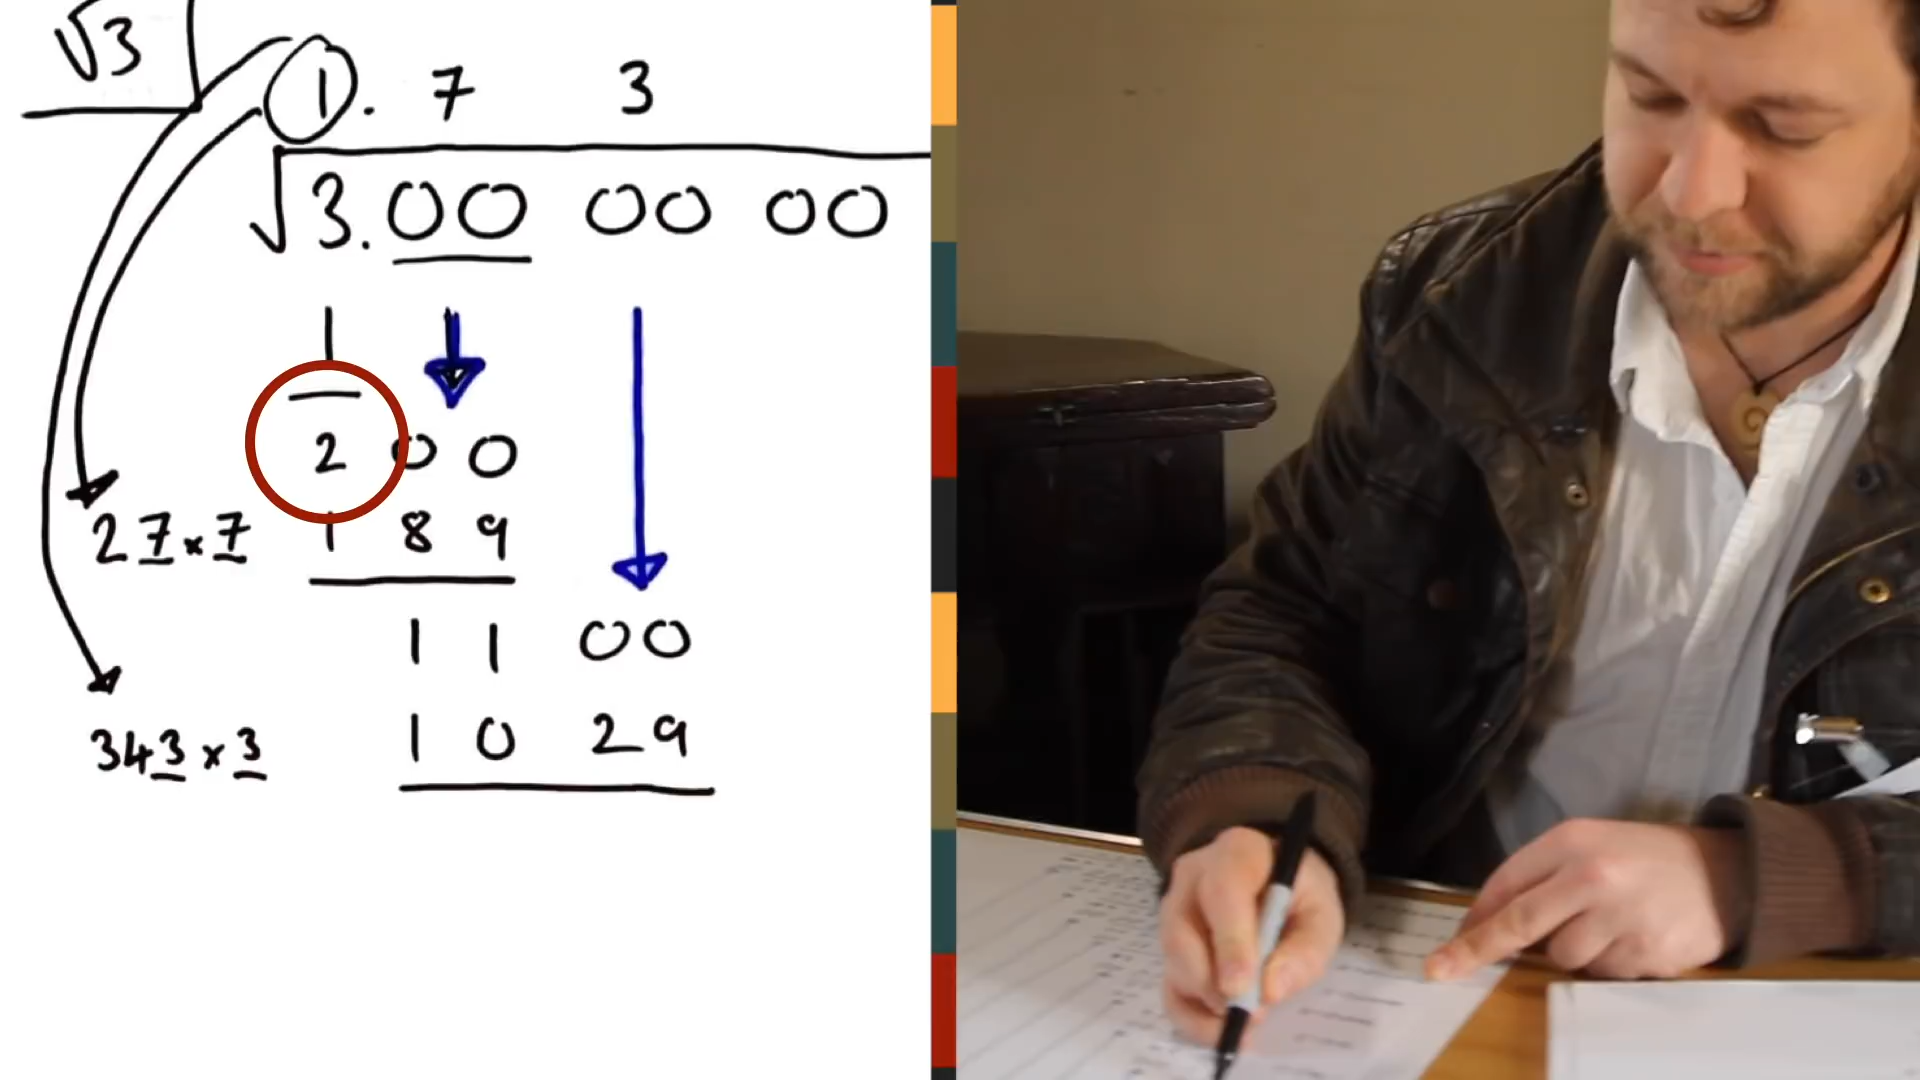 √3
1. 7 3
√3.00 00 00
1
2 0 0
27×7 1 8 9
1 1 00
343×3 1 0 29